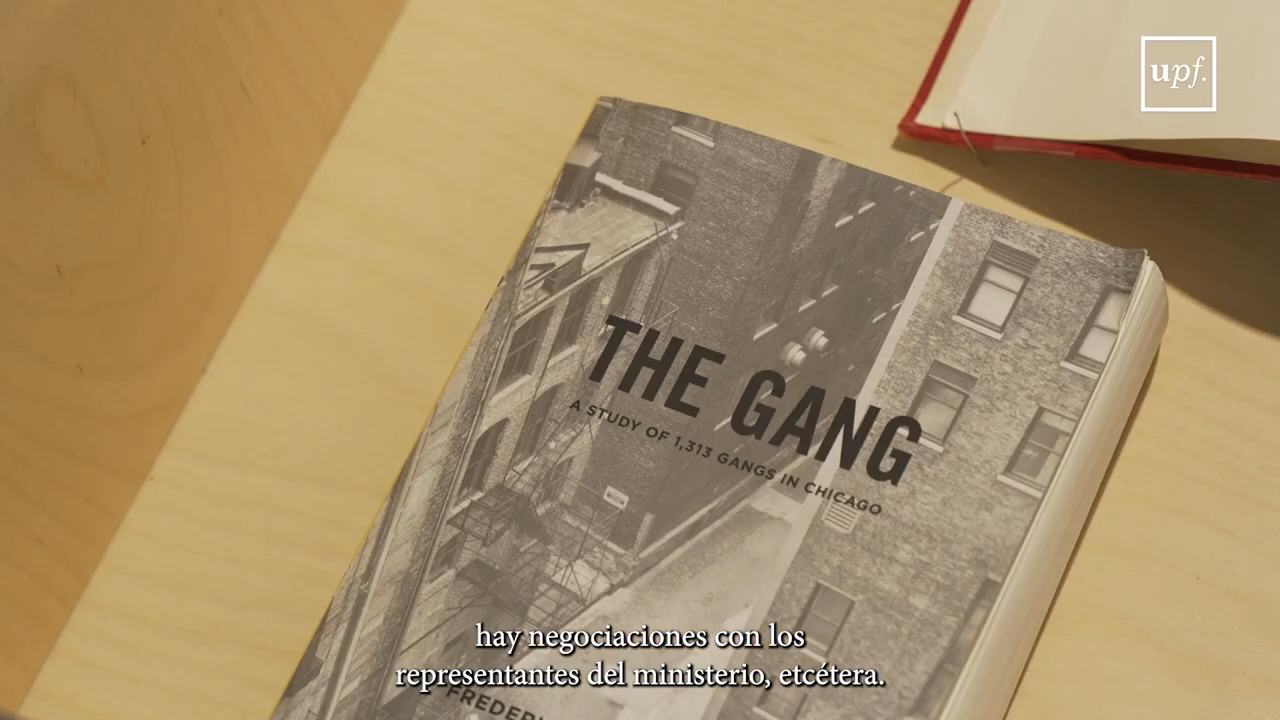 upf.
THE GANG
A STUDY OF 1,313 GANGS IN CHICAGO
hay negociaciones con los
representantes del ministerio, etcétera.